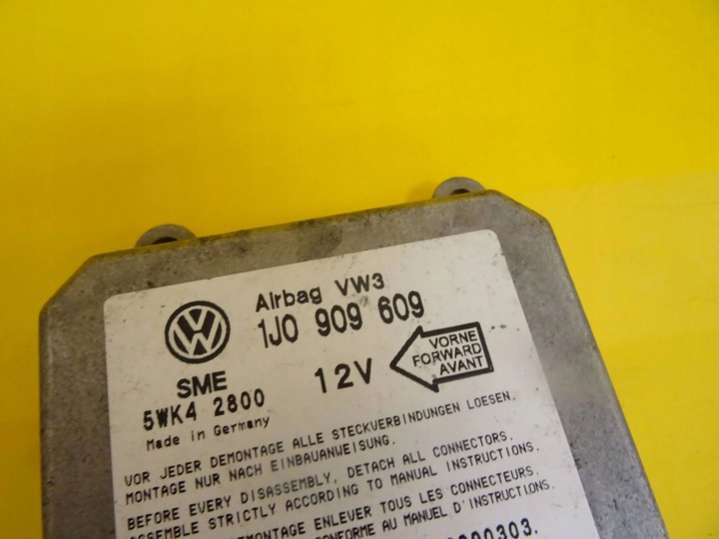 Airbag VW3
1J0 909 609
SME
12V
VORNE
FORWARD
AVANT
5WK4 2800
Made in Germany
VOR JEDER DEMONTAGE ALLE STECKVERBINDUNGEN LOESEN.
MONTAGE NUR NACH EINBAUANWEISUNG.
BEFORE EVERY DISASSEMBLY, DETACH ALL CONNECTORS.
ASSEMBLE STRICTLY ACCORDING TO MANUAL INSTRUCTIONS.
DEMONTAGE ENLEVER TOUS LES CONNECTEURS.
CONFORME AU MANUEL D'INSTRUCTIONS.